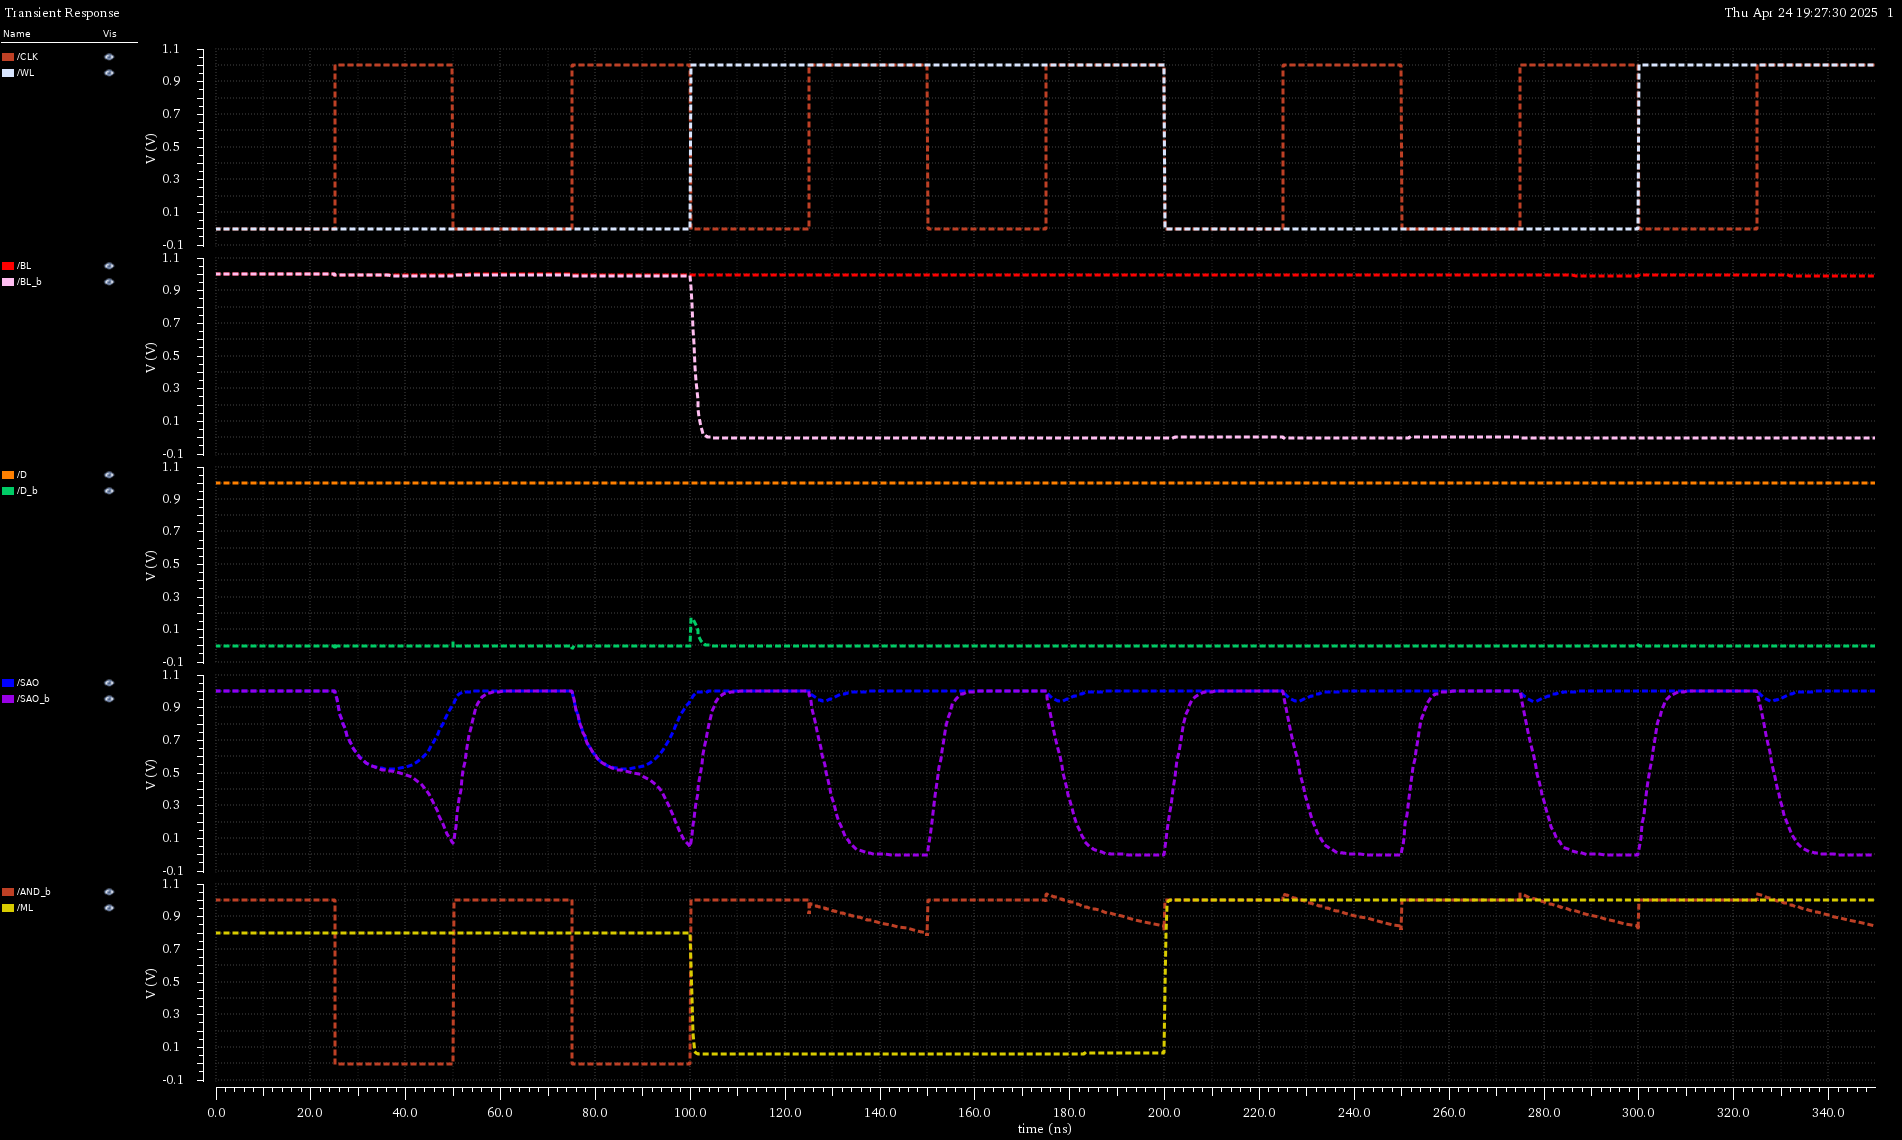 Transient Response
Thu Apr 24 19:27:30 2025 1
Name Vis
/CLK
/WL
1.1
0.9
0.7
0.5
0.3
0.1
-0.1
V (V)
/BL
/BL_b
1.1
0.9
0.7
0.5
0.3
0.1
-0.1
V (V)
/D
/D_b
1.1
0.9
0.7
0.5
0.3
0.1
-0.1
V (V)
/SAO
/SAO_b
1.1
0.9
0.7
0.5
0.3
0.1
-0.1
V (V)
/AND_b
/ML
1.1
0.9
0.7
0.5
0.3
0.1
-0.1
V (V)
0.0 20.0 40.0 60.0 80.0 100.0 120.0 140.0 160.0 180.0 200.0 220.0 240.0 260.0 280.0 300.0 320.0 340.0
time (ns)